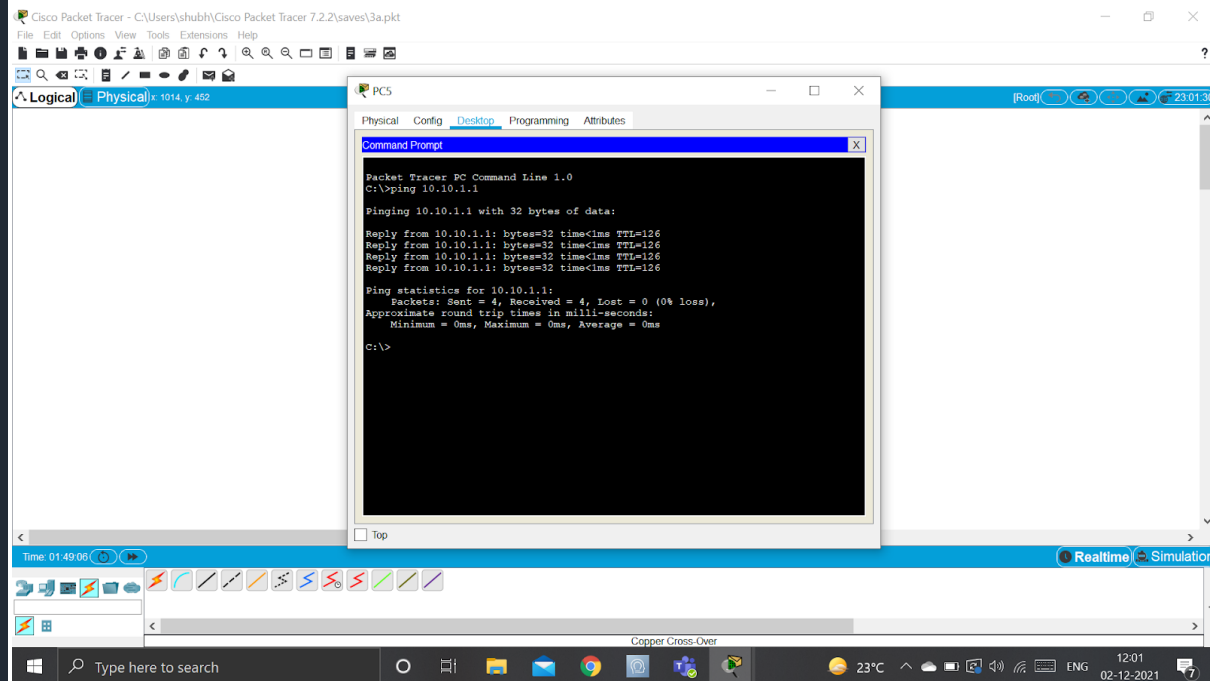 Cisco Packet Tracer - C:\Users\shubh\Cisco Packet Tracer 7.2.2\saves\3a.pkt
File Edit Options View Tools Extensions Help
?
Logical Physical x: 1014, y: 452
[Root] 23:01:30
PC5
Physical Config Desktop Programming Attributes
Command Prompt X
Packet Tracer PC Command Line 1.0
C:\>ping 10.10.1.1
Pinging 10.10.1.1 with 32 bytes of data:
Reply from 10.10.1.1: bytes=32 time<1ms TTL=126
Reply from 10.10.1.1: bytes=32 time<1ms TTL=126
Reply from 10.10.1.1: bytes=32 time<1ms TTL=126
Reply from 10.10.1.1: bytes=32 time<1ms TTL=126
Ping statistics for 10.10.1.1:
Packets: Sent = 4, Received = 4, Lost = 0 (0% loss),
Approximate round trip times in milli-seconds:
Minimum = 0ms, Maximum = 0ms, Average = 0ms
C:\>
Top
Time: 01:49:06
Realtime Simulation
Copper Cross-Over
Type here to search
23°C ENG
12:01
02-12-2021
7